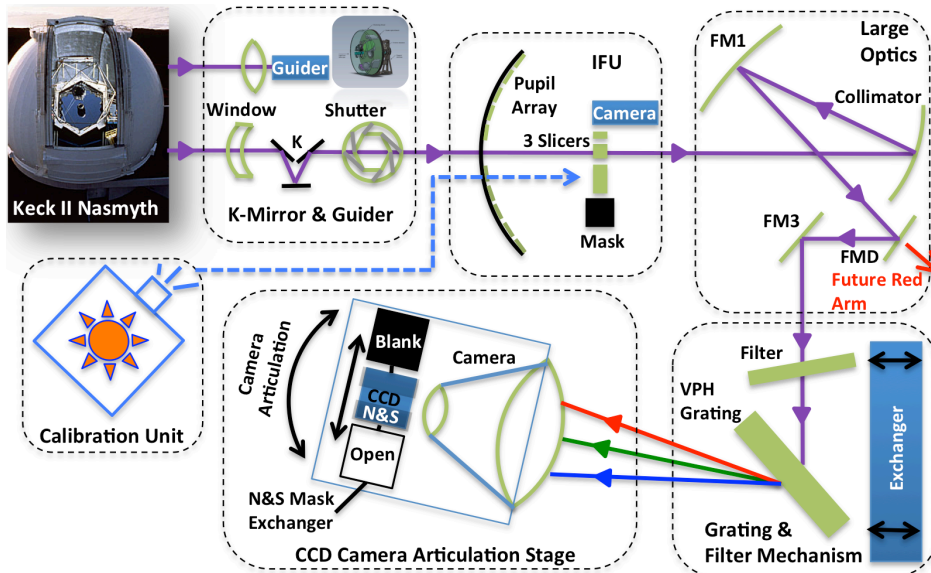 Keck II Nasmyth
Guider
Window
Shutter
K
K-Mirror & Guider
Pupil
Array
IFU
Camera
3 Slicers
Mask
FM1
Large
Optics
Collimator
FM3
FMD
Future Red
Arm
Calibration Unit
Camera
Articulation
Blank
CCD
N&S
Open
N&S Mask
Exchanger
Camera
CCD Camera Articulation Stage
Filter
VPH
Grating
Exchanger
Grating &
Filter Mechanism